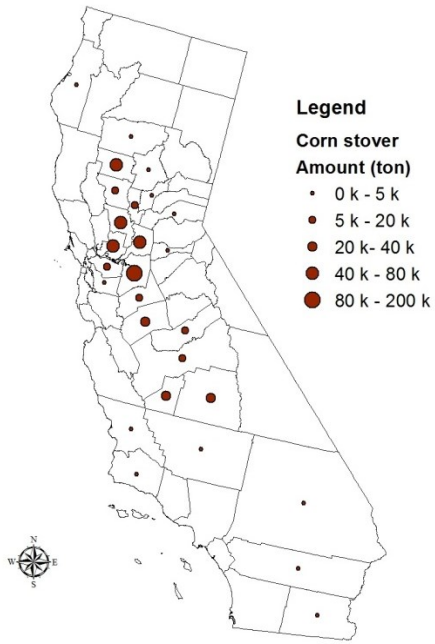 Legend
Corn stover
Amount (ton)
0 k - 5 k
5 k - 20 k
20 k- 40 k
40 k - 80 k
80 k - 200 k
N
W E
S